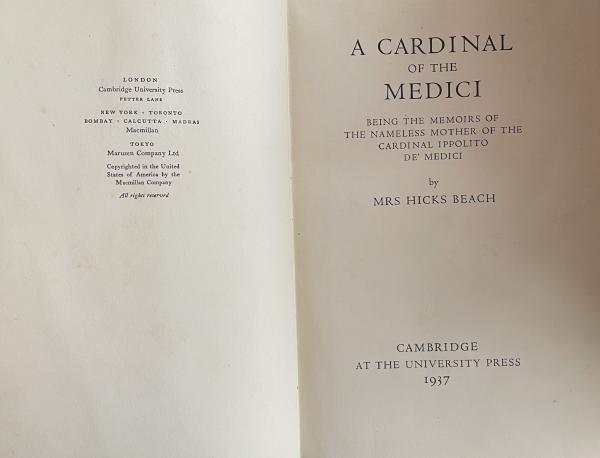 LONDON
Cambridge University Press
FETTER LANE
NEW YORK · TORONTO
BOMBAY · CALCUTTA · MADRAS
Macmillan
TOKYO
Maruzen Company Ltd
Copyrighted in the United
States of America by the
Macmillan Company
All rights reserved
A CARDINAL
OF THE
MEDICI
BEING THE MEMOIRS OF
THE NAMELESS MOTHER OF THE
CARDINAL IPPOLITO
DE' MEDICI
by
MRS HICKS BEACH
CAMBRIDGE
AT THE UNIVERSITY PRESS
1937